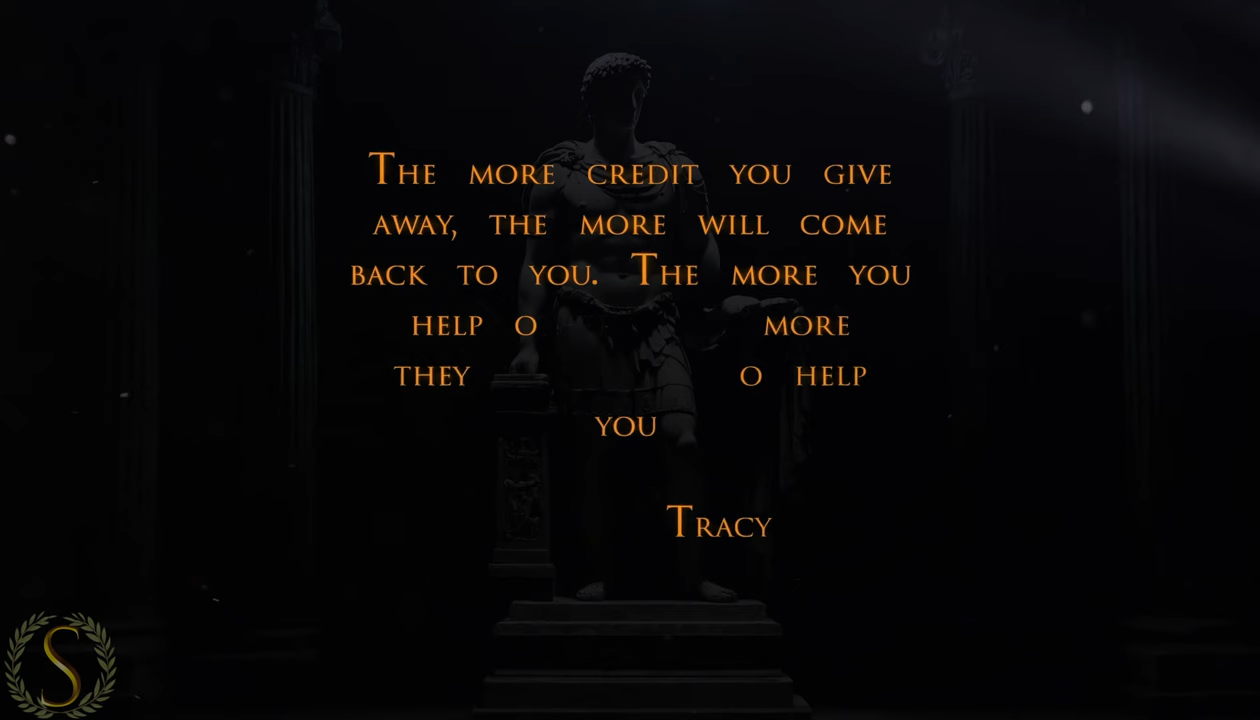 The more credit you give
away, the more will come
back to you. The more you
help o more
they o help
you
Tracy
S